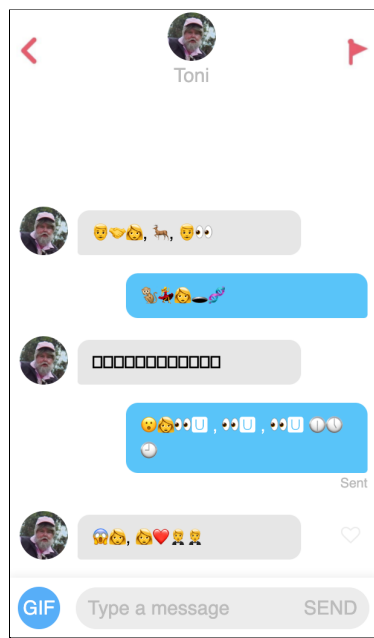 Toni
👨🤝👩, 🦌, 👨👀
🐒💃👩🕳️🧬
▯▯▯▯▯▯▯▯▯▯▯▯
😮👩👀🇺 , 👀🇺 , 👀🇺 🕕🕔
🕘
Sent
😱👩, 👩❤️🤵🤵
GIF
Type a message
SEND